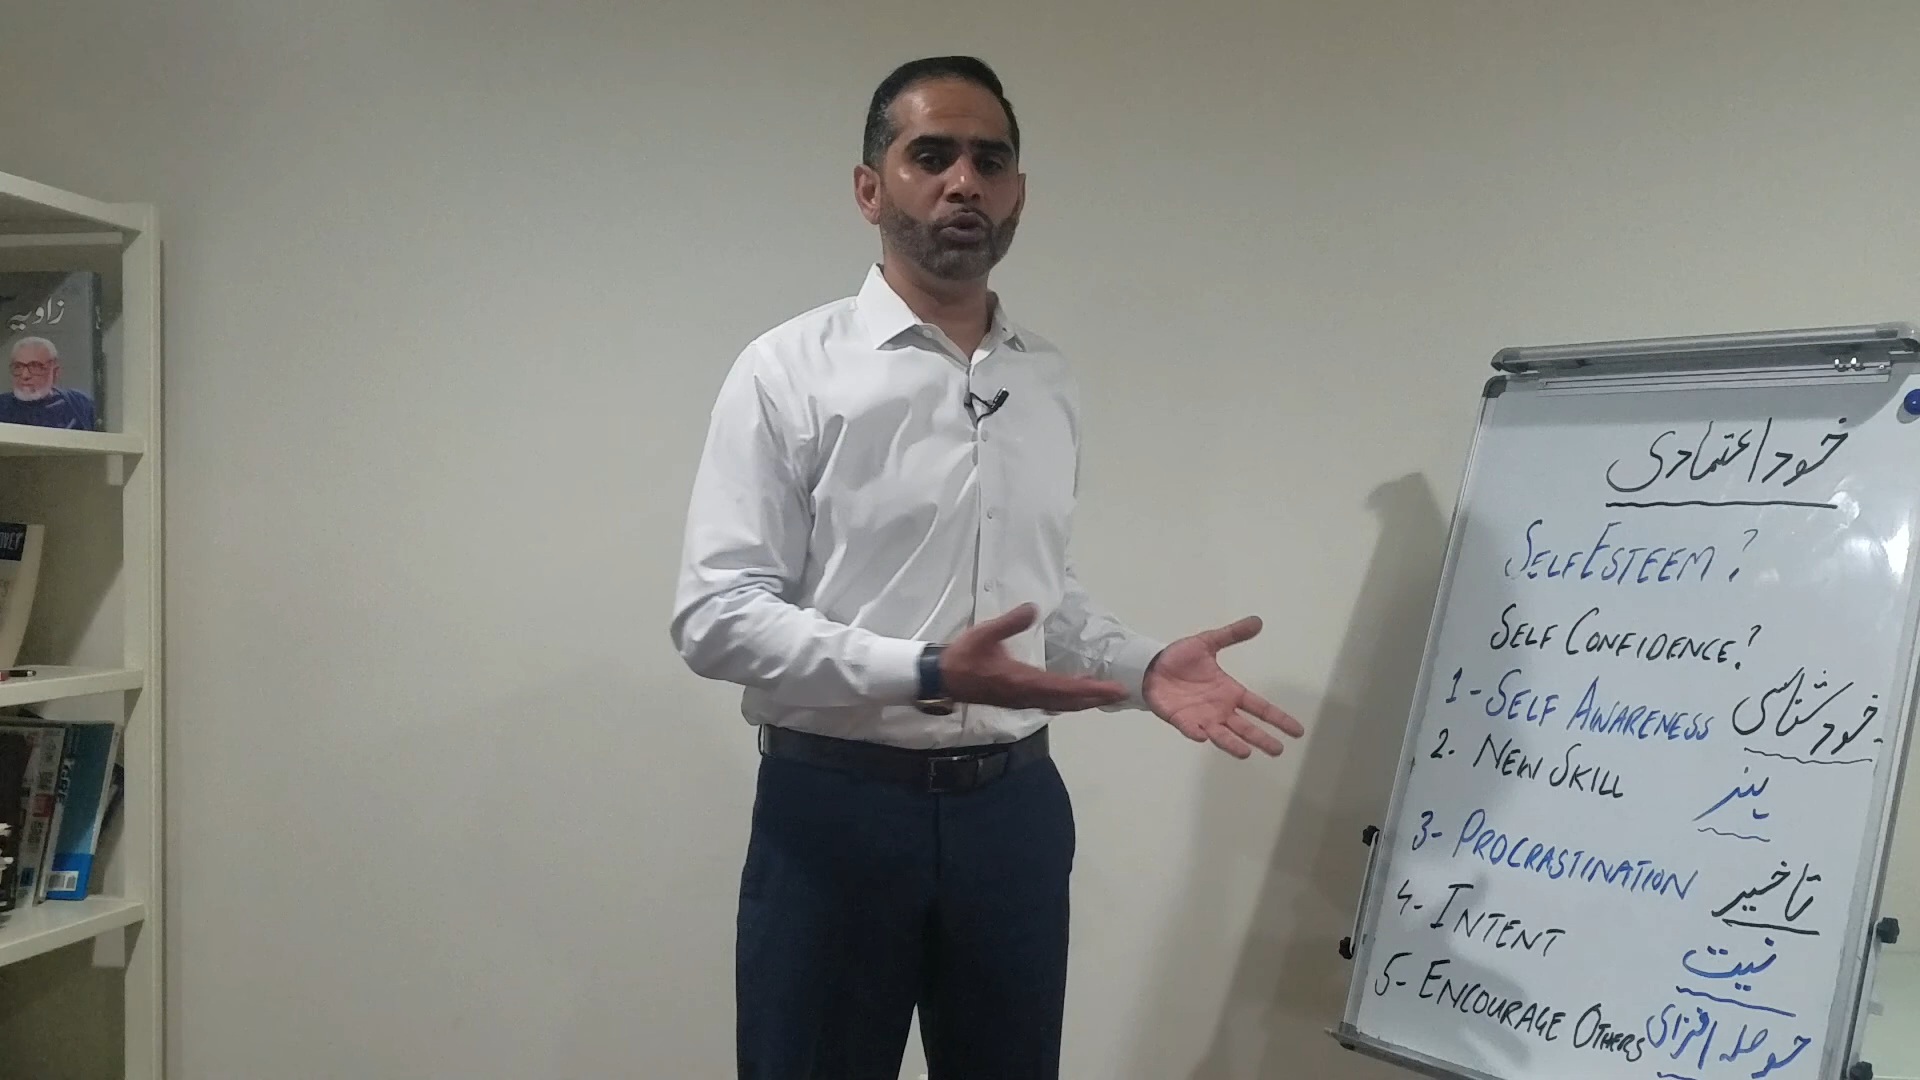 زاویہ
خود اعتمادی
SELF ESTEEM?
SELF CONFIDENCE?
1- SELF AWARENESS خود شناسی
2. NEW SKILL ہنر
3- PROCRASTINATION تاخیر
4- INTENT نیت
5- ENCOURAGE OTHERS حوصلہ افزای